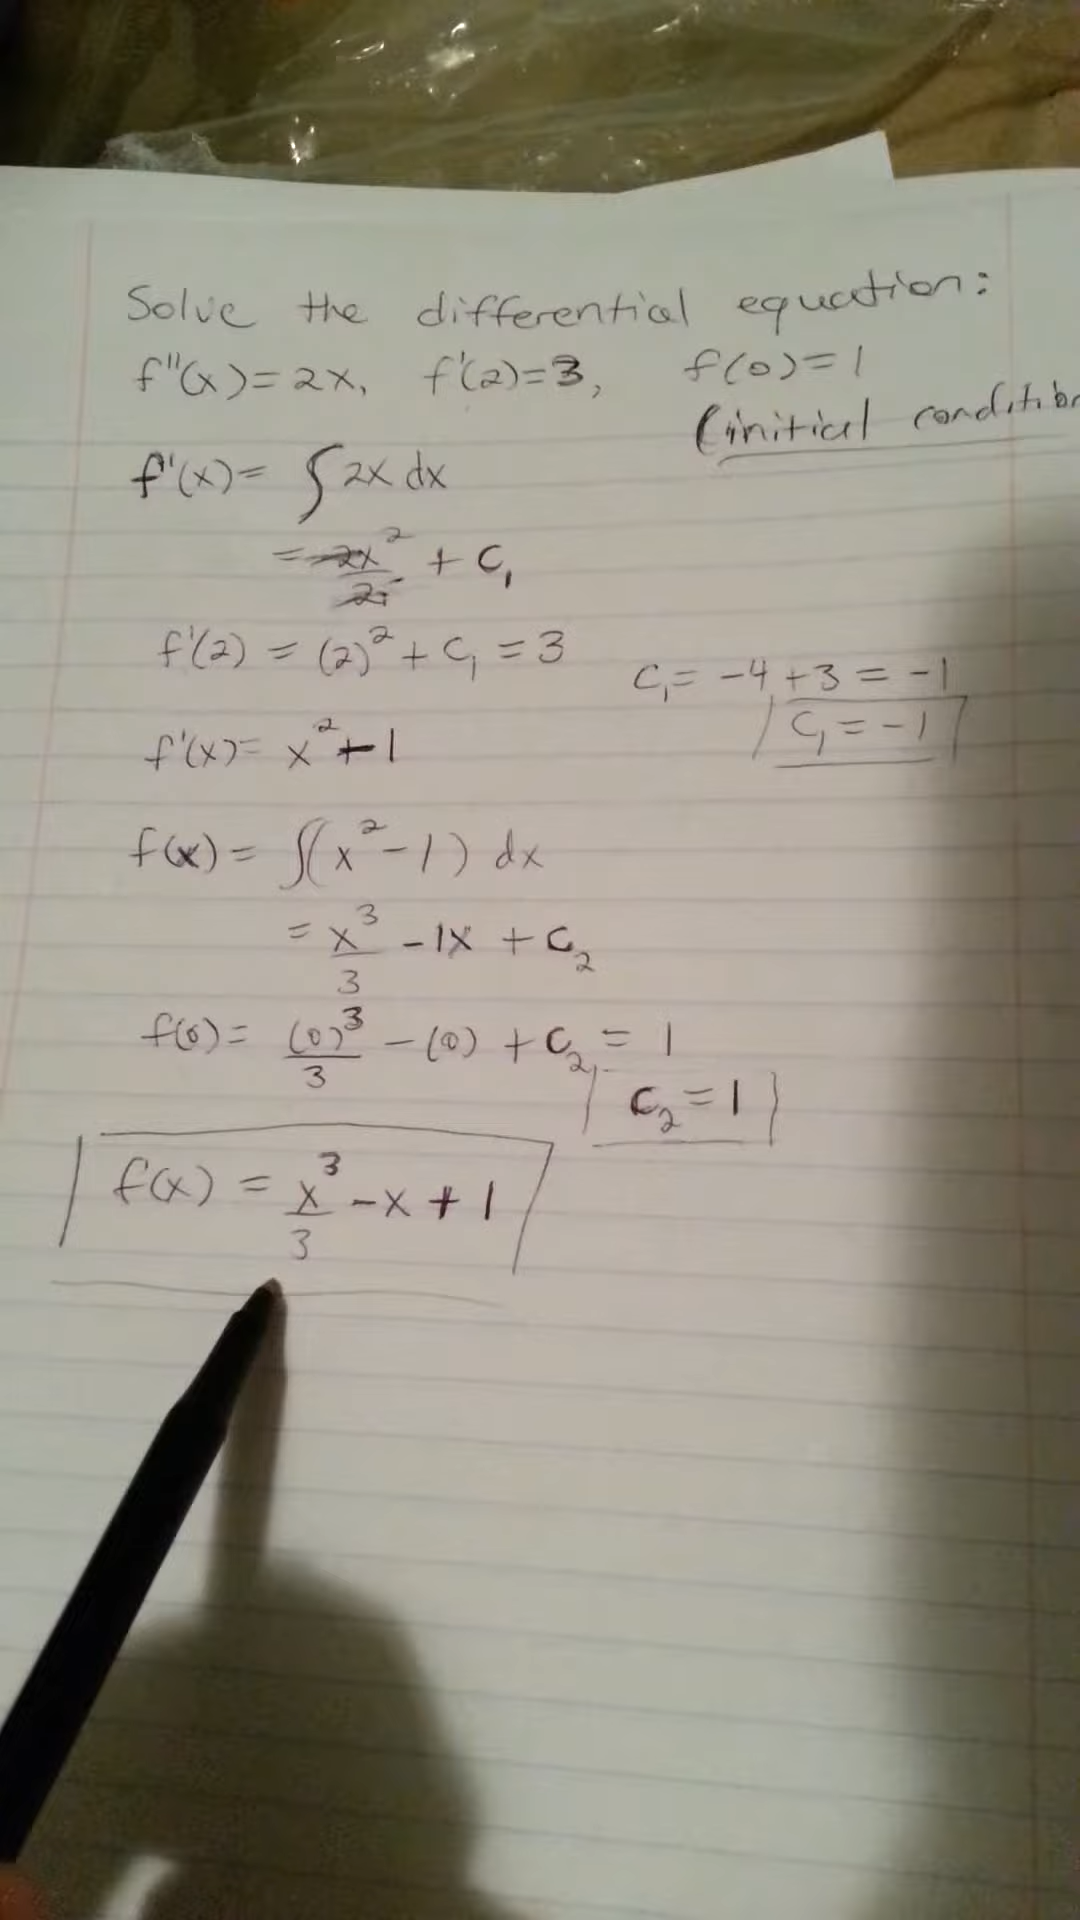 Solve the differential equation:
f''(x)=2x, f'(2)=3, f(0)=1
(initial condition
f'(x)= ∫2x dx
= 2x²/2 + C₁
f'(2) = (2)² + C₁ = 3
C₁ = -4 +3 = -1
C₁ = -1
f'(x)= x² + -1
f(x) = ∫(x² - 1) dx
= x³/3 - 1x + C₂
f(0)= (0)³/3 - (0) + C₂ = 1
C₂ = 1
f(x) = x³/3 - x + 1